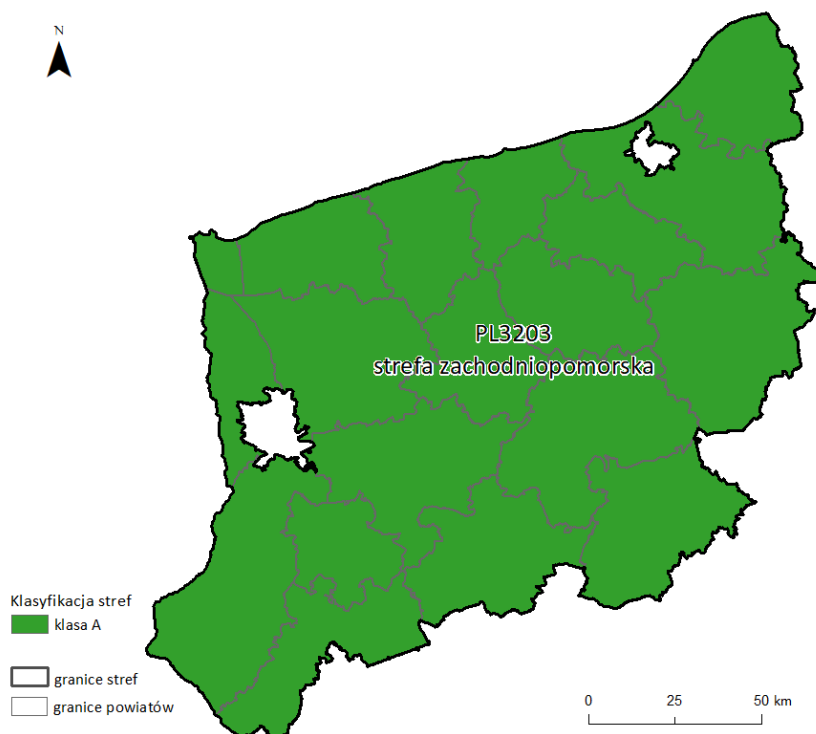 N
PL3203
strefa zachodniopomorska
Klasyfikacja stref
klasa A
granice stref
granice powiatów
0 25 50 km